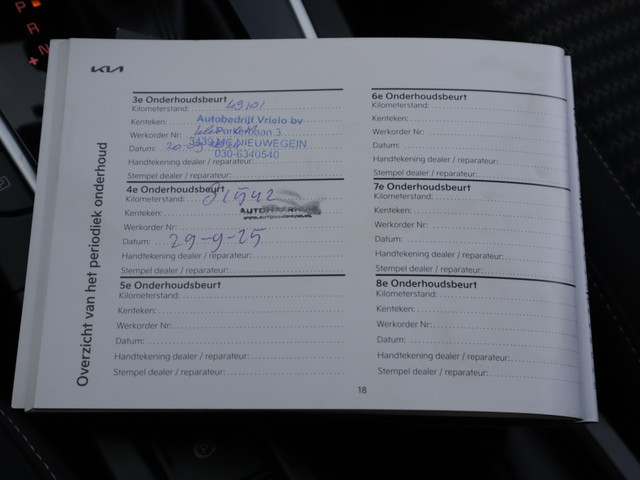 P
R
N
KIA
Overzicht van het periodiek onderhoud
3e Onderhoudsbeurt
Kilometerstand: 49101
Kenteken:
Autobedrijf Vrielo bv
Werkorder Nr:
Parkerbaan 3
Datum: 20-
3439 MC NIEUWEGEIN
030-6340540
Handtekening dealer / reparateur:
Stempel dealer / reparateur:
4e Onderhoudsbeurt
Kilometerstand:
Kenteken:
Werkorder Nr:
Datum: 29-9-25
Handtekening dealer / reparateur:
Stempel dealer / reparateur:
5e Onderhoudsbeurt
Kilometerstand:
Kenteken:
Werkorder Nr:
Datum:
Handtekening dealer / reparateur:
Stempel dealer / reparateur:
6e Onderhoudsbeurt
Kilometerstand:
Kenteken:
Werkorder Nr:
Datum:
Handtekening dealer / reparateur:
Stempel dealer / reparateur:
7e Onderhoudsbeurt
Kilometerstand:
Kenteken:
Werkorder Nr:
Datum:
Handtekening dealer / reparateur:
Stempel dealer / reparateur:
8e Onderhoudsbeurt
Kilometerstand:
Kenteken:
Werkorder Nr:
Datum:
Handtekening dealer / reparateur:
Stempel dealer / reparateur:
18